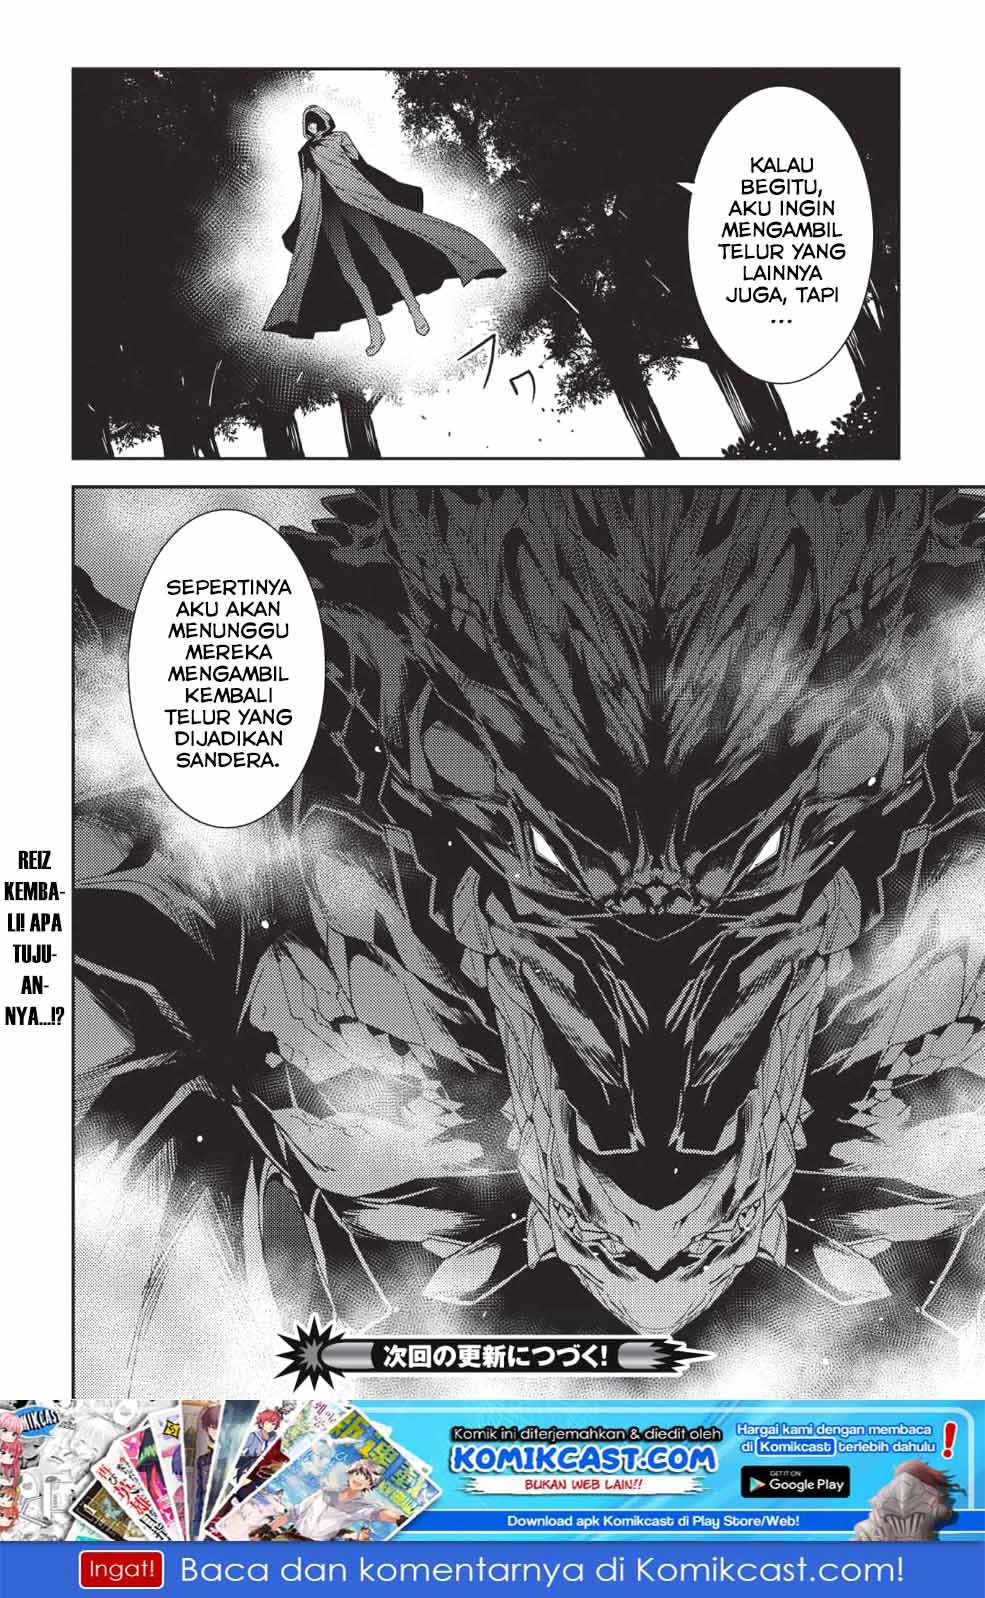 KALAU
BEGITU,
AKU INGIN
MENGAMBIL
TELUR YANG
LAINNYA
JUGA, TAPI
...
フワ
SEPERTINYA
AKU AKAN
MENUNGGU
MEREKA
MENGAMBIL
KEMBALI
TELUR YANG
DIJADIKAN
SANDERA.
REIZ
KEMBA-
LI! APA
TUJU-
AN-
NYA...!?
次回の更新につづく!
Komik ini diterjemahkan & diedit oleh
KOMIKCAST.COM
BUKAN WEB LAIN!!
Hargai kami dengan membaca
di Komikcast terlebih dahulu !
GET IT ON
Google Play
Download apk Komikcast di Play Store/Web!
Ingat! Baca dan komentarnya di Komikcast.com!